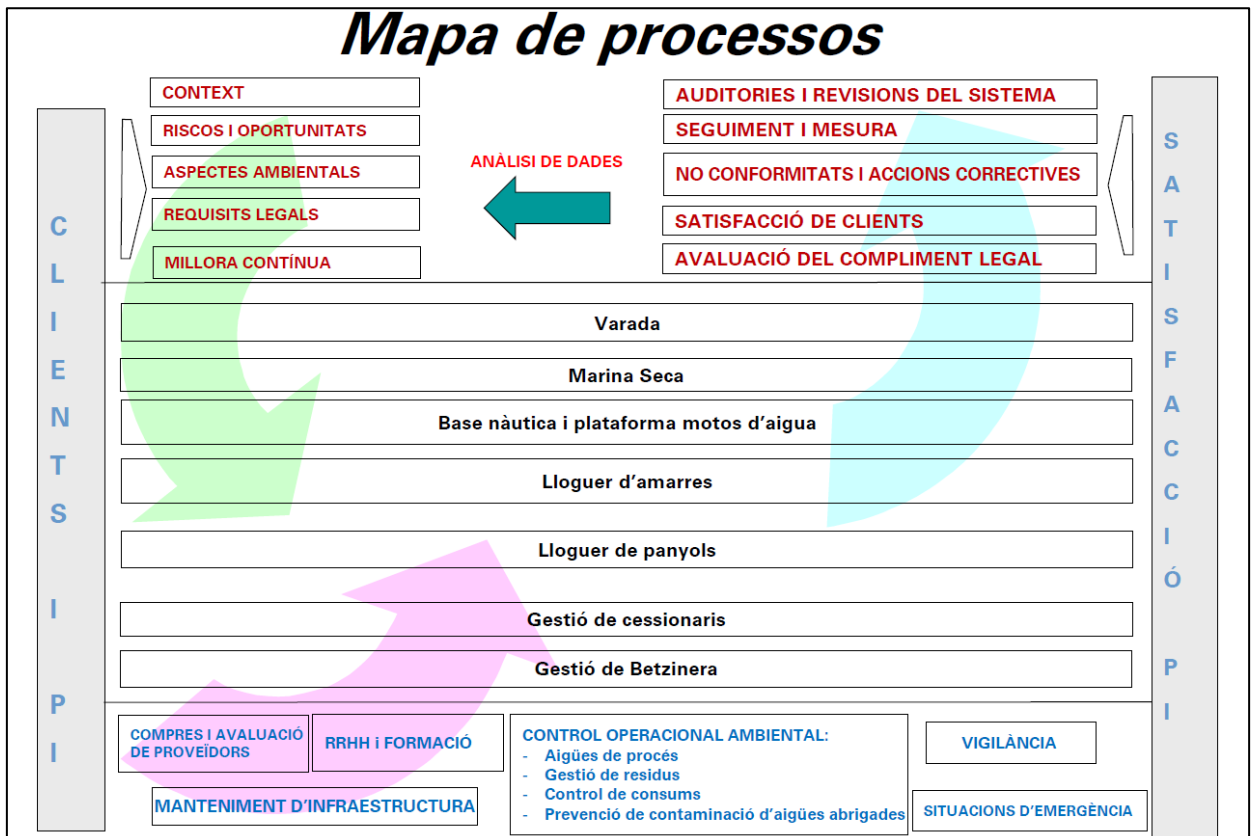 Mapa de processos
CLIENTS I PI
CONTEXT
RISCOS I OPORTUNITATS
ASPECTES AMBIENTALS
REQUISITS LEGALS
MILLORA CONTÍNUA
ANÀLISI DE DADES
AUDITORIES I REVISIONS DEL SISTEMA
SEGUIMENT I MESURA
NO CONFORMITATS I ACCIONS CORRECTIVES
SATISFACCIÓ DE CLIENTS
AVALUACIÓ DEL COMPLIMENT LEGAL
SATISFACCIÓ PI
Varada
Marina Seca
Base nàutica i plataforma motos d'aigua
Lloguer d'amarres
Lloguer de panyols
Gestió de cessionaris
Gestió de Betzinera
COMPRES I AVALUACIÓ
DE PROVEÏDORS
RRHH i FORMACIÓ
MANTENIMENT D'INFRAESTRUCTURA
CONTROL OPERACIONAL AMBIENTAL:
- Aigües de procés
- Gestió de residus
- Control de consums
- Prevenció de contaminació d'aigües abrigades
VIGILÀNCIA
SITUACIONS D'EMERGÈNCIA